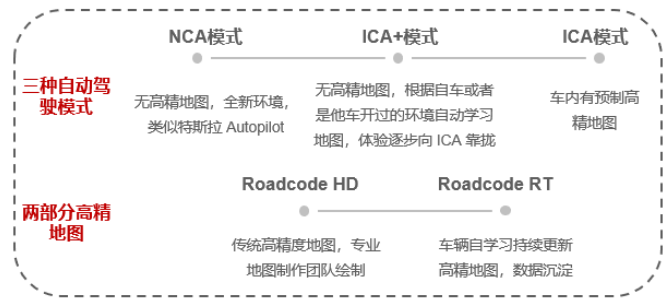 NCA模式
ICA+模式
ICA模式
三种自动驾
驶模式
无高精地图，全新环境，
类似特斯拉 Autopilot
无高精地图，根据自车或者
是他车开过的环境自动学习
地图，体验逐步向 ICA 靠拢
车内有预制高
精地图
Roadcode HD
Roadcode RT
两部分高精
地图
传统高精度地图，专业
地图制作团队绘制
车辆自学习持续更新
高精地图，数据沉淀